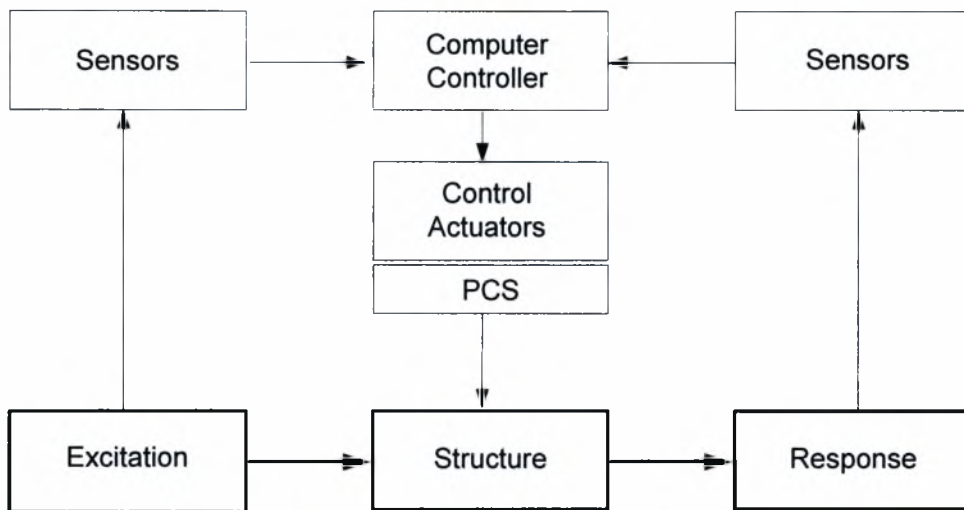 Sensors
Computer
Controller
Sensors
Control
Actuators
PCS
Excitation
Structure
Response